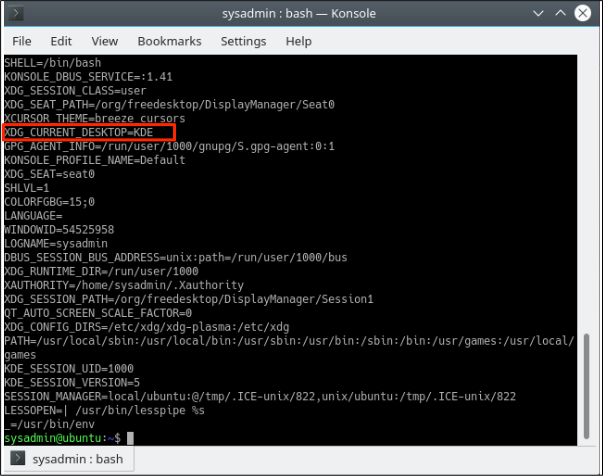 sysadmin : bash — Konsole
File Edit View Bookmarks Settings Help
SHELL=/bin/bash
KONSOLE_DBUS_SERVICE=:1.41
XDG_SESSION_CLASS=user
XDG_SEAT_PATH=/org/freedesktop/DisplayManager/Seat0
XCURSOR_THEME=breeze_cursors
XDG_CURRENT_DESKTOP=KDE
GPG_AGENT_INFO=/run/user/1000/gnupg/S.gpg-agent:0:1
KONSOLE_PROFILE_NAME=Default
XDG_SEAT=seat0
SHLVL=1
COLORFGBG=15;0
LANGUAGE=
WINDOWID=54525958
LOGNAME=sysadmin
DBUS_SESSION_BUS_ADDRESS=unix:path=/run/user/1000/bus
XDG_RUNTIME_DIR=/run/user/1000
XAUTHORITY=/home/sysadmin/.Xauthority
XDG_SESSION_PATH=/org/freedesktop/DisplayManager/Session1
QT_AUTO_SCREEN_SCALE_FACTOR=0
XDG_CONFIG_DIRS=/etc/xdg/xdg-plasma:/etc/xdg
PATH=/usr/local/sbin:/usr/local/bin:/usr/sbin:/usr/bin:/sbin:/bin:/usr/games:/usr/local/
games
KDE_SESSION_UID=1000
KDE_SESSION_VERSION=5
SESSION_MANAGER=local/ubuntu:@/tmp/.ICE-unix/822,unix/ubuntu:/tmp/.ICE-unix/822
LESSOPEN=| /usr/bin/lesspipe %s
_=/usr/bin/env
sysadmin@ubuntu:~$
sysadmin : bash